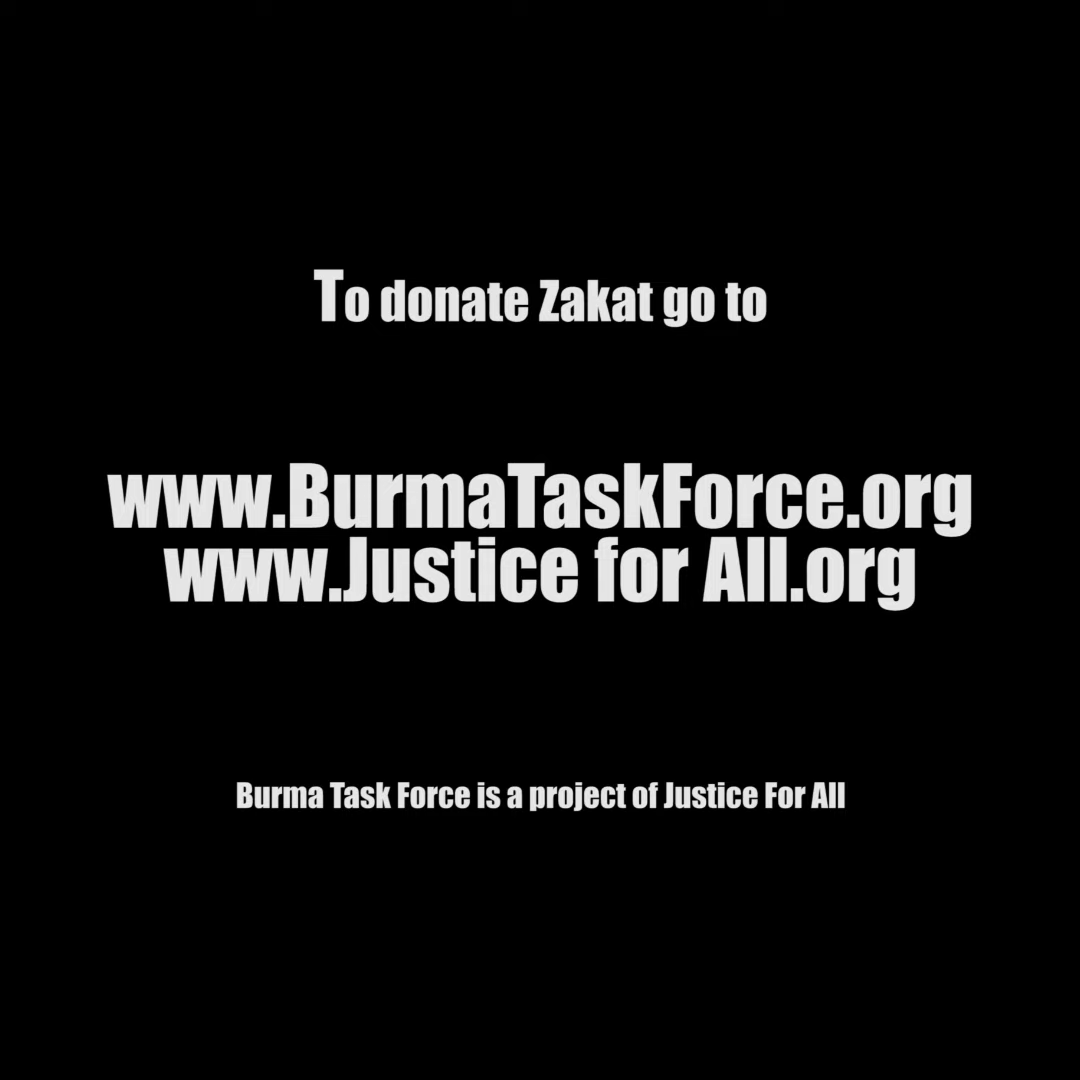 To donate Zakat go to
www.BurmaTaskForce.org
www.Justice for All.org
Burma Task Force is a project of Justice For All